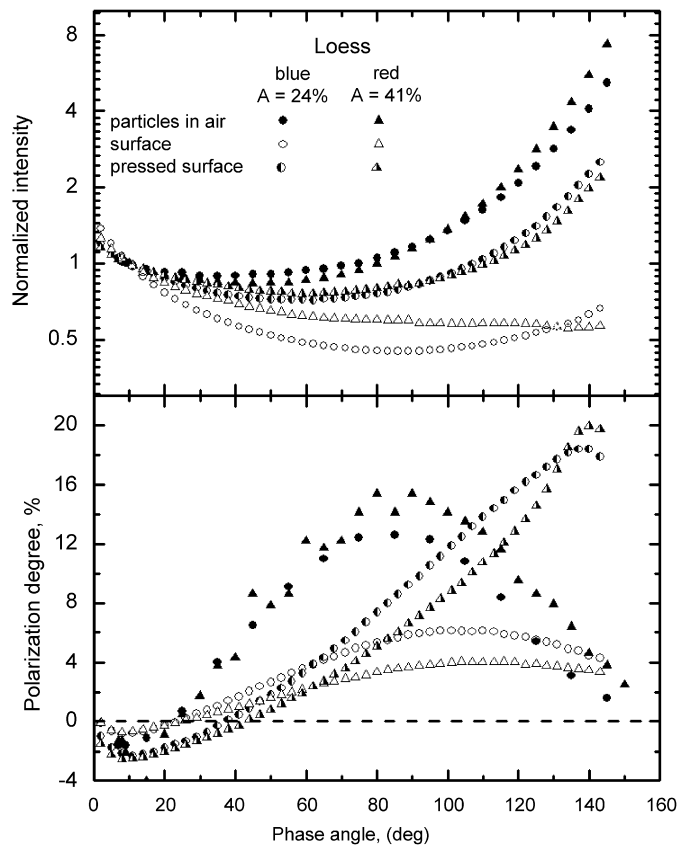 Loess
blue red
A = 24% A = 41%
particles in air
surface
pressed surface
Normalized intensity
8
4
2
1
0.5
Polarization degree, %
20
16
12
8
4
0
-4
0 20 40 60 80 100 120 140 160
Phase angle, (deg)